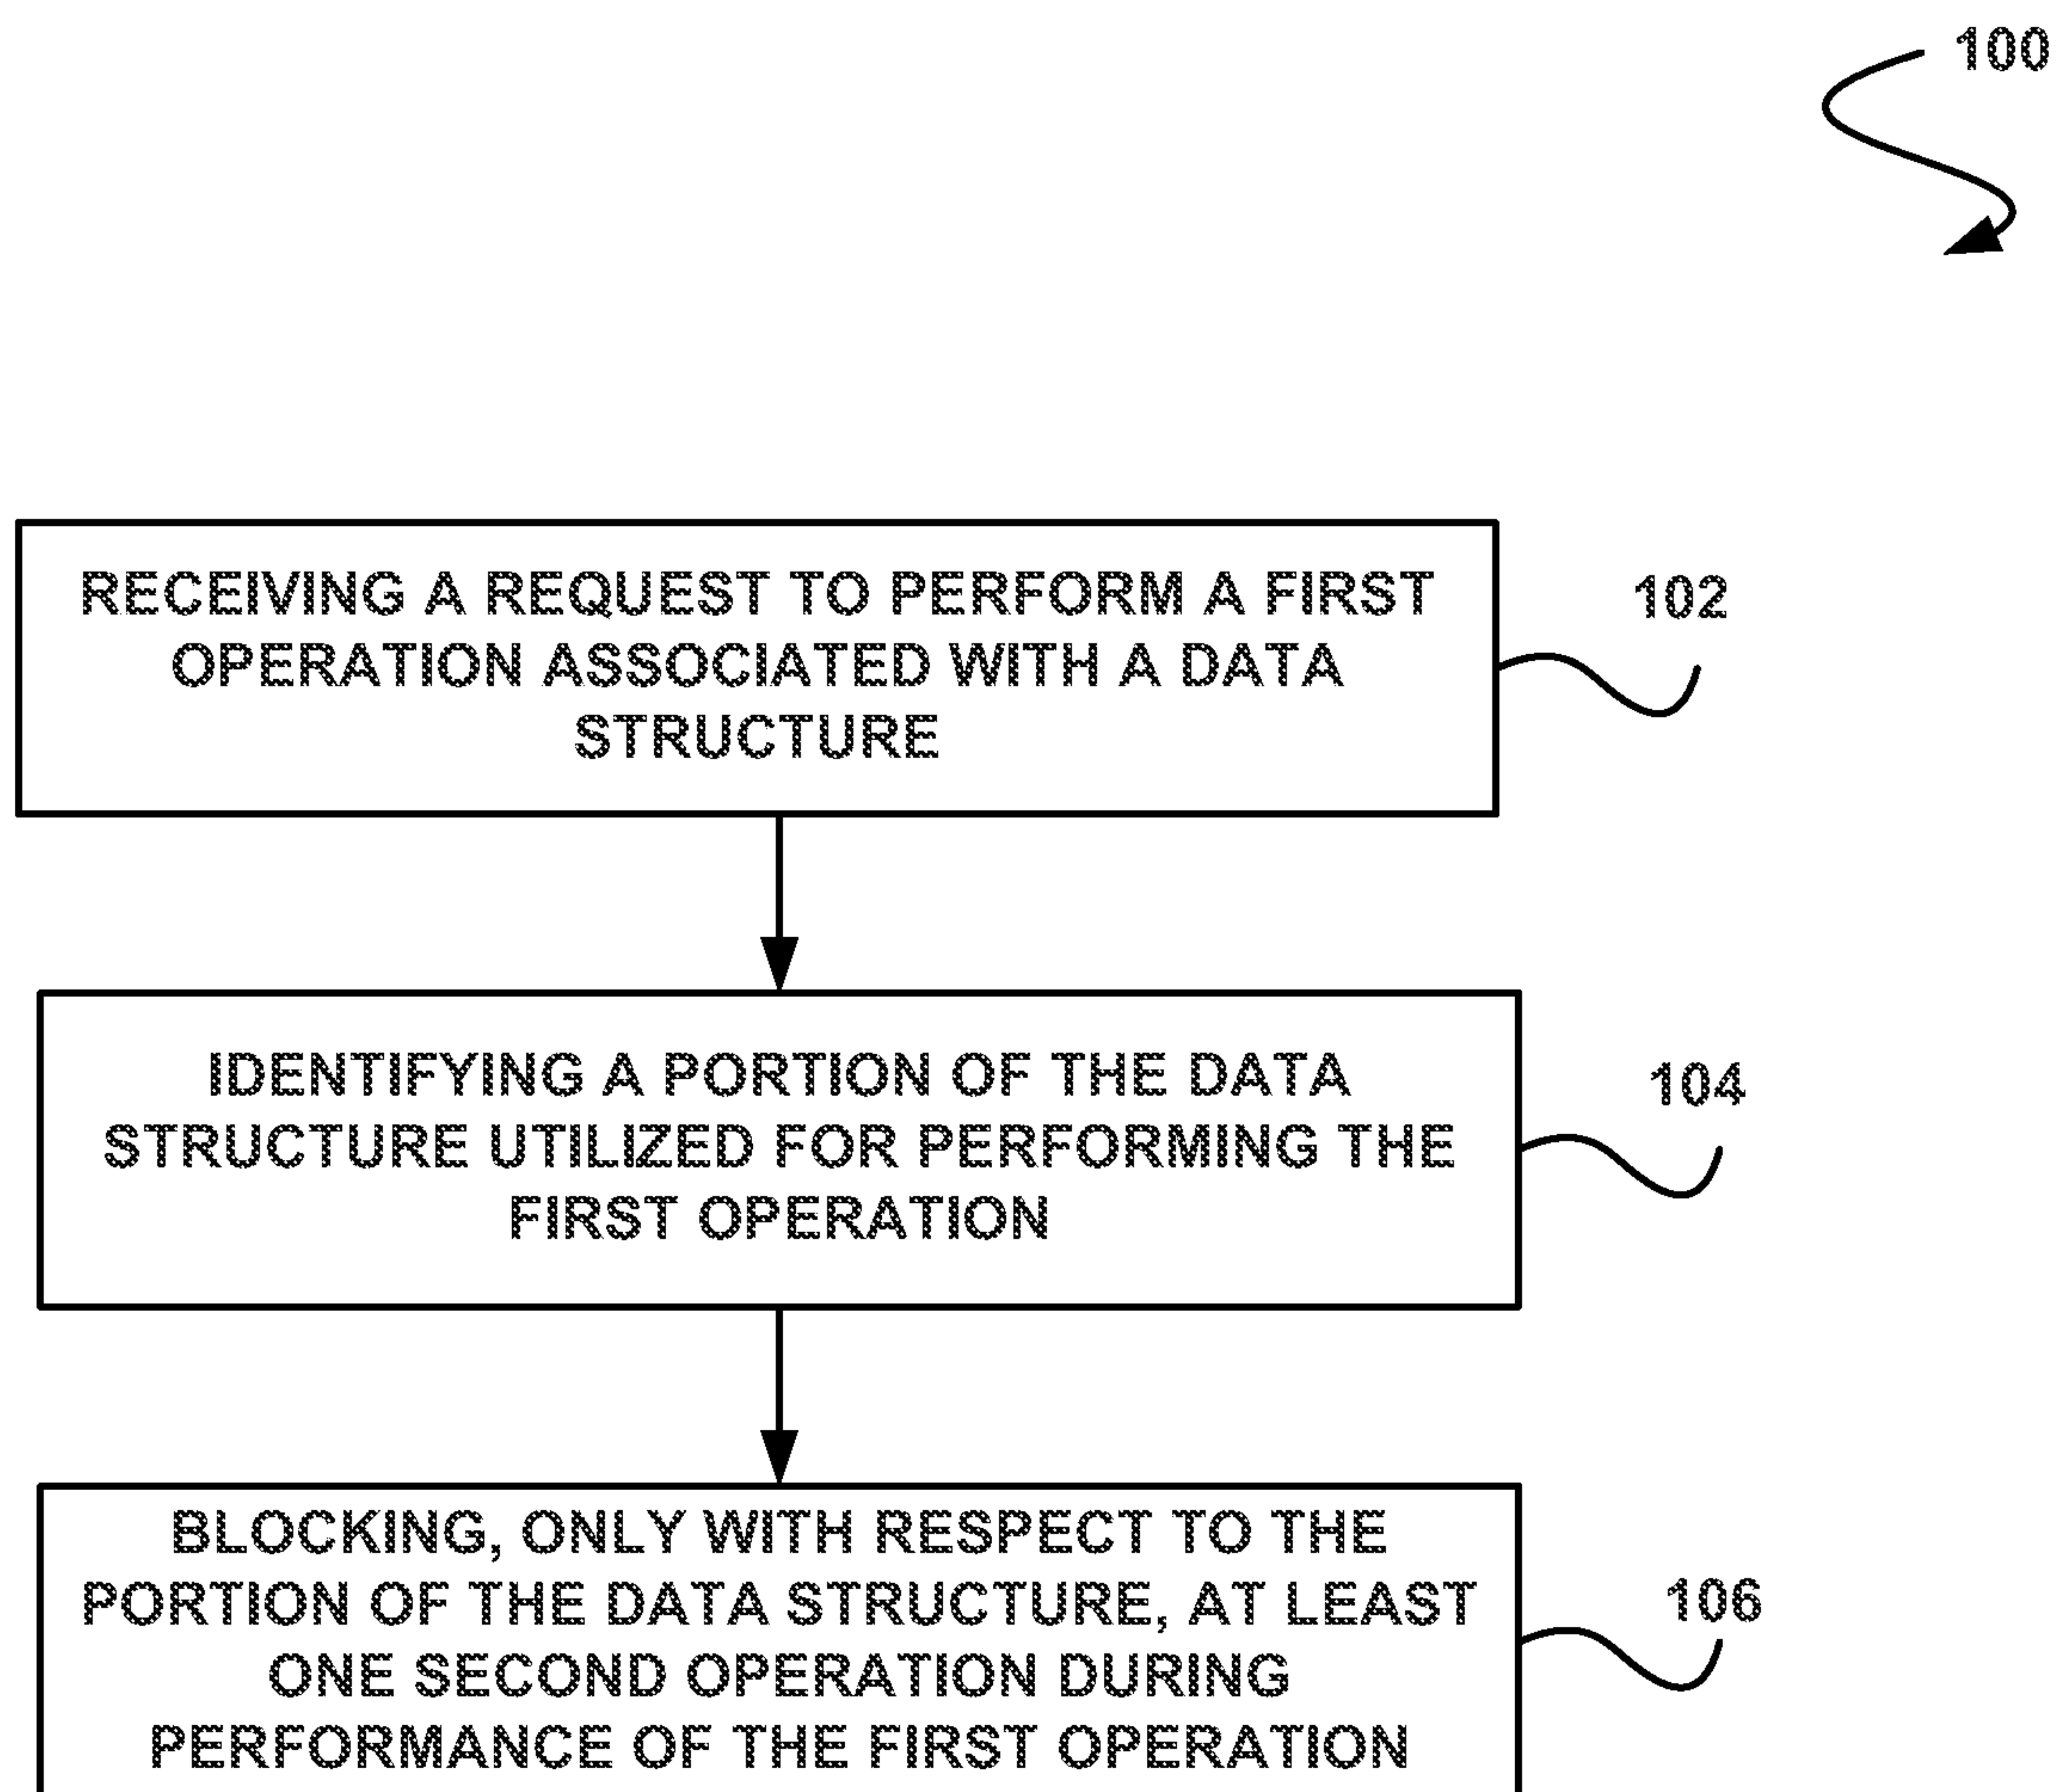 100
RECEIVING A REQUEST TO PERFORM A FIRST
OPERATION ASSOCIATED WITH A DATA
STRUCTURE
102
IDENTIFYING A PORTION OF THE DATA
STRUCTURE UTILIZED FOR PERFORMING THE
FIRST OPERATION
104
BLOCKING, ONLY WITH RESPECT TO THE
PORTION OF THE DATA STRUCTURE, AT LEAST
ONE SECOND OPERATION DURING
PERFORMANCE OF THE FIRST OPERATION
106